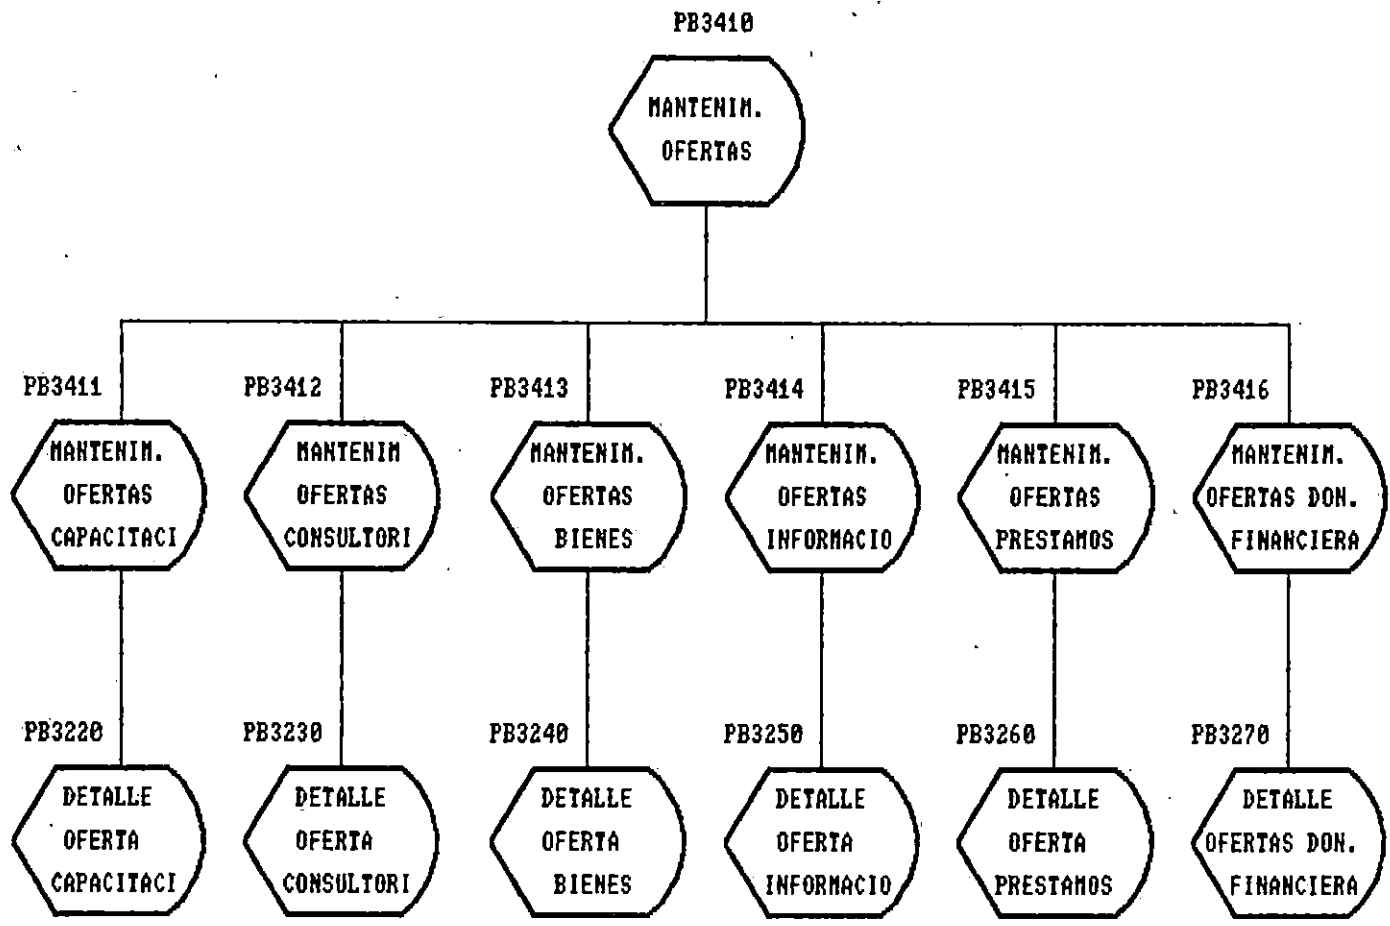 PB3410
MANTENIM.
OFERTAS
PB3411
MANTENIM.
OFERTAS
CAPACITACI
PB3412
MANTENIM
OFERTAS
CONSULTORI
PB3413
MANTENIM.
OFERTAS
BIENES
PB3414
MANTENIM.
OFERTAS
INFORMACIO
PB3415
MANTENIM.
OFERTAS
PRESTAMOS
PB3416
MANTENIM.
OFERTAS DON.
FINANCIERA
PB3220
DETALLE
OFERTA
CAPACITACI
PB3230
DETALLE
OFERTA
CONSULTORI
PB3240
DETALLE
OFERTA
BIENES
PB3250
DETALLE
OFERTA
INFORMACIO
PB3260
DETALLE
OFERTA
PRESTAMOS
PB3270
DETALLE
OFERTAS DON.
FINANCIERA